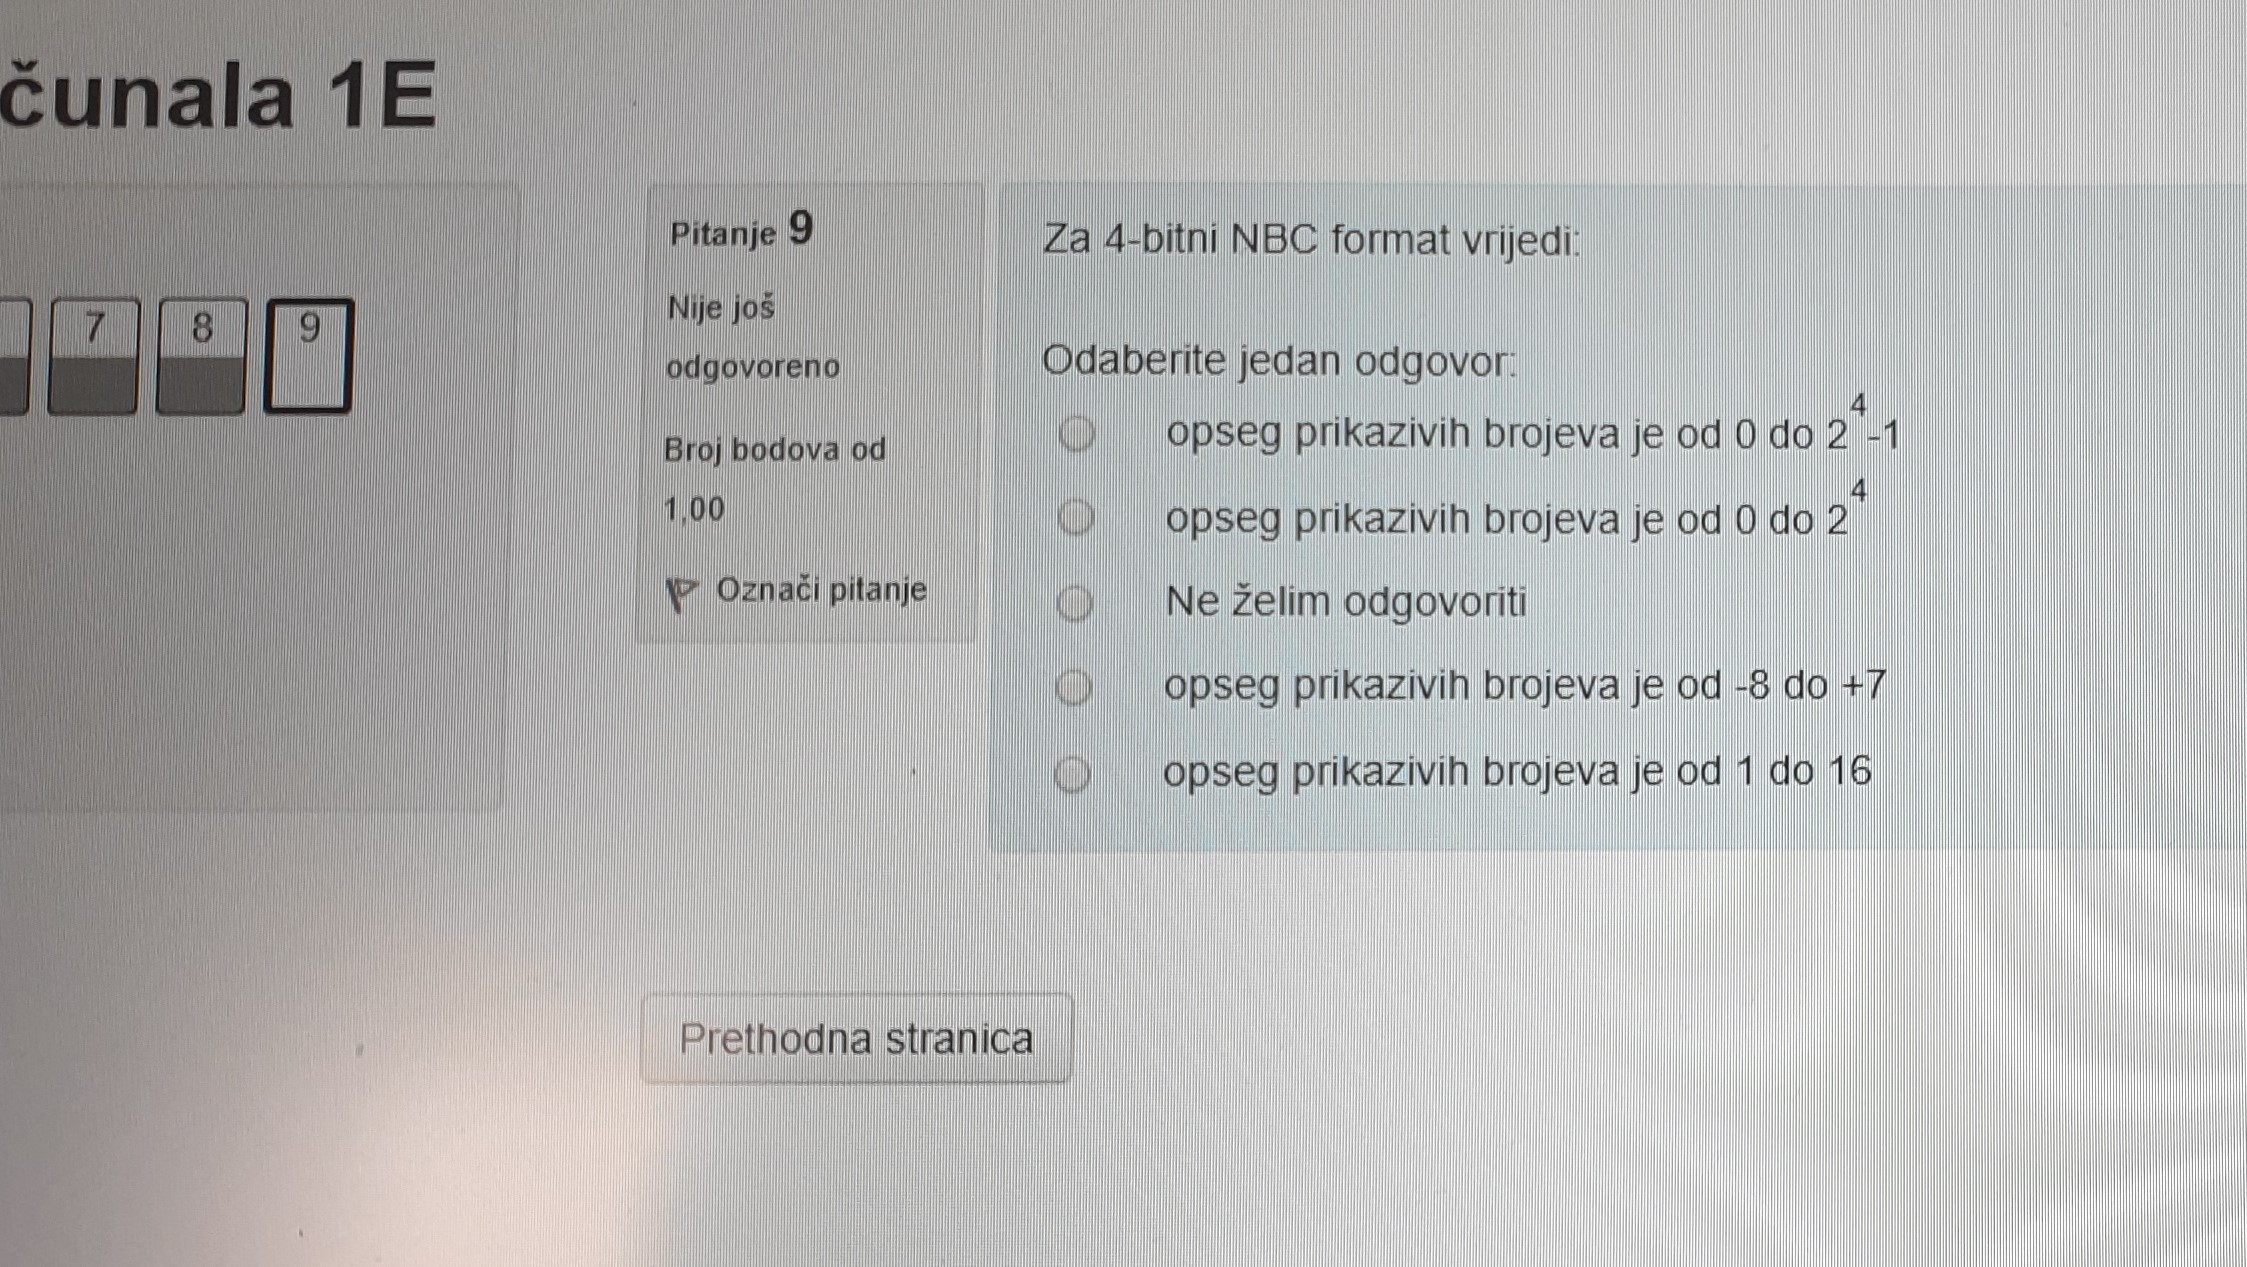 čunala 1E
7 8 9
Pitanje 9
Nije još
odgovoreno
Broj bodova od
1,00
Označi pitanje
Za 4-bitni NBC format vrijedi:
Odaberite jedan odgovor:
opseg prikazivih brojeva je od 0 do 2⁴-1
opseg prikazivih brojeva je od 0 do 2⁴
Ne želim odgovoriti
opseg prikazivih brojeva je od -8 do +7
opseg prikazivih brojeva je od 1 do 16
Prethodna stranica